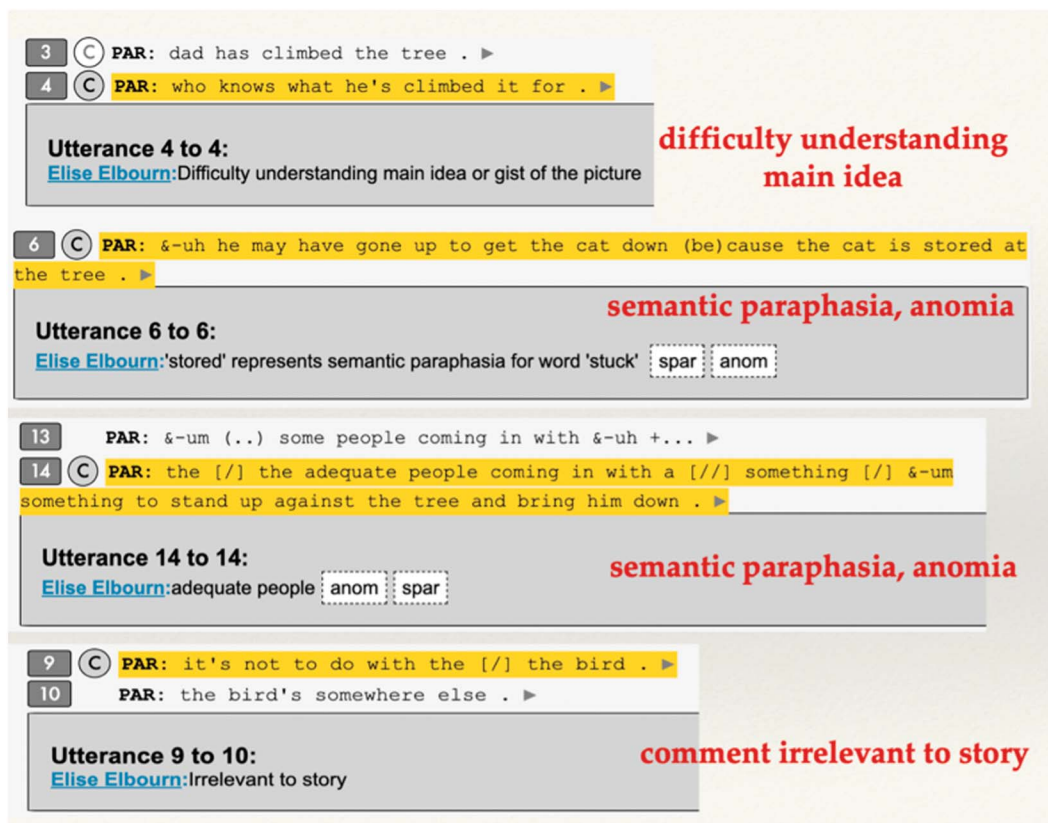 3 C PAR: dad has climbed the tree . ▶
4 C PAR: who knows what he's climbed it for . ▶
Utterance 4 to 4:
Elise Elbourn:Difficulty understanding main idea or gist of the picture
difficulty understanding
main idea
6 C PAR: &-uh he may have gone up to get the cat down (be)cause the cat is stored at
the tree . ▶
semantic paraphasia, anomia
Utterance 6 to 6:
Elise Elbourn:'stored' represents semantic paraphasia for word 'stuck' spar anom
13 PAR: &-um (..) some people coming in with &-uh +... ▶
14 C PAR: the [/] the adequate people coming in with a [//] something [/] &-um
something to stand up against the tree and bring him down . ▶
Utterance 14 to 14:
Elise Elbourn:adequate people anom spar
semantic paraphasia, anomia
9 C PAR: it's not to do with the [/] the bird . ▶
10 PAR: the bird's somewhere else . ▶
Utterance 9 to 10:
Elise Elbourn:Irrelevant to story
comment irrelevant to story